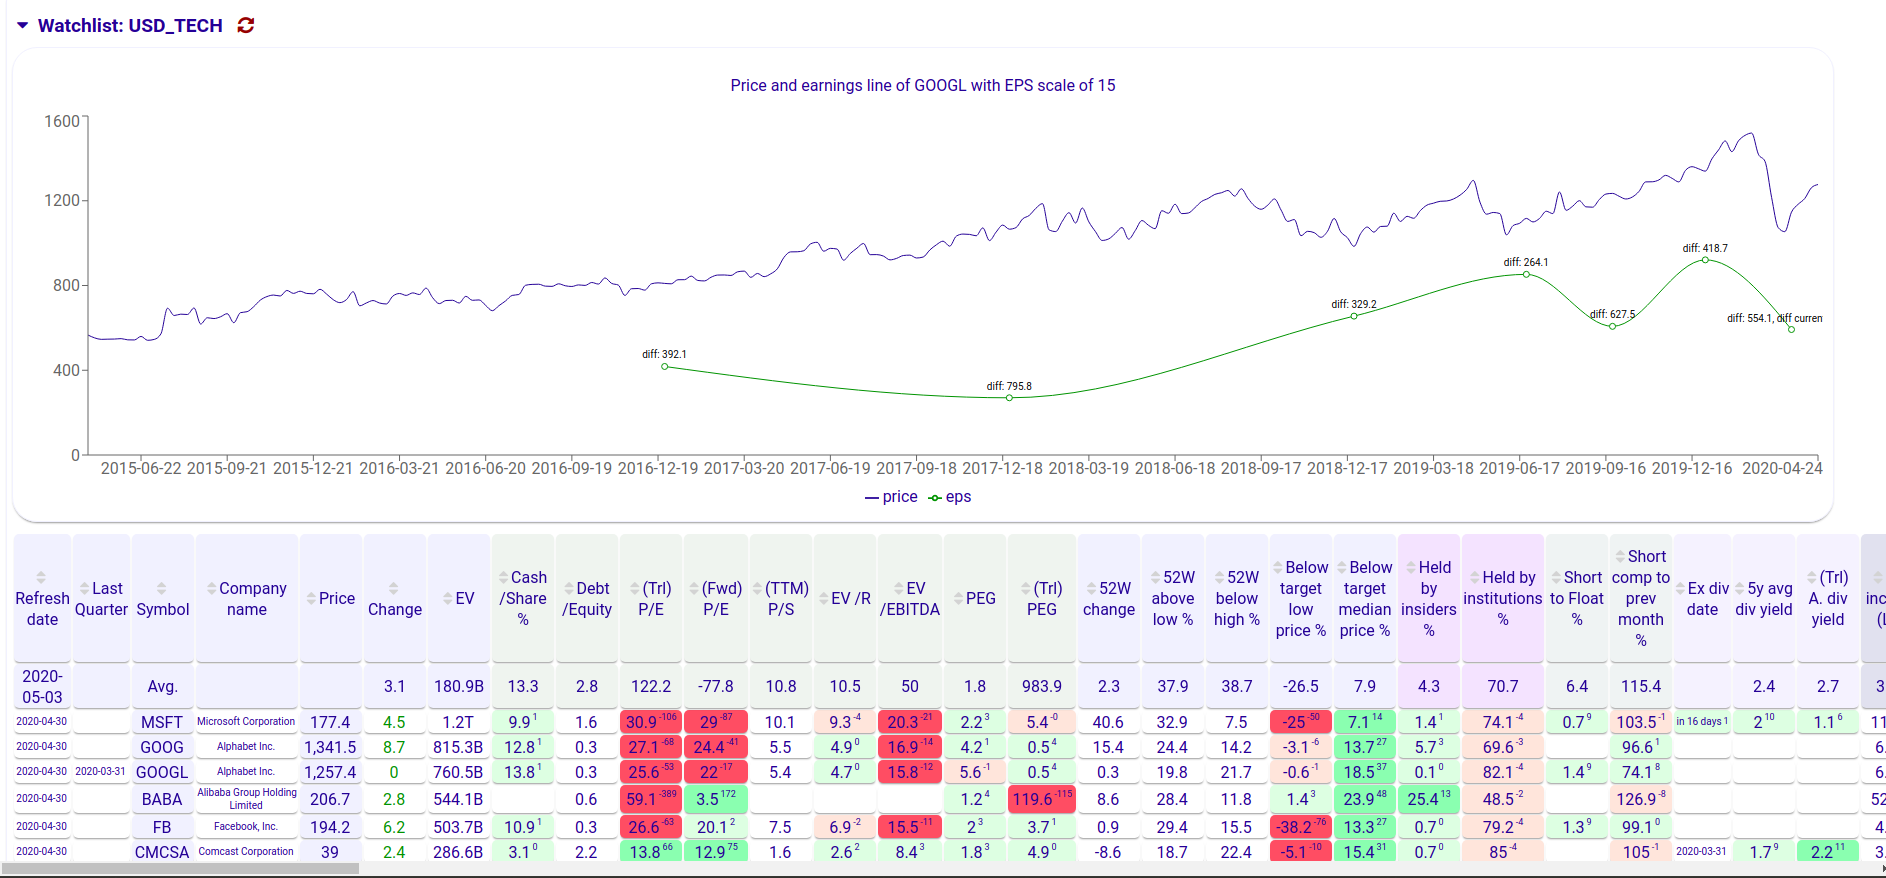 Watchlist: USD_TECH
Price and earnings line of GOOGL with EPS scale of 15
1600
1200
800
400
0
diff: 392.1
diff: 795.8
diff: 329.2
diff: 264.1
diff: 627.5
diff: 418.7
diff: 554.1, diff curren
2015-06-22 2015-09-21 2015-12-21 2016-03-21 2016-06-20 2016-09-19 2016-12-19 2017-03-20 2017-06-19 2017-09-18 2017-12-18 2018-03-19 2018-06-18 2018-09-17 2018-12-17 2019-03-18 2019-06-17 2019-09-16 2019-12-16 2020-04-24
price eps
Refresh date
Last Quarter
Symbol
Company name
Price
Change
EV
Cash /Share %
Debt /Equity
(Trl) P/E
(Fwd) P/E
(TTM) P/S
EV /R
EV /EBITDA
PEG
(Trl) PEG
52W change
52W above low %
52W below high %
Below target low price %
Below target median price %
Held by insiders %
Held by institutions %
Short to Float %
Short comp to prev month %
Ex div date
5y avg div yield
(Trl) A. div yield
inc (L
2020-05-03 Avg. 3.1 180.9B 13.3 2.8 122.2 -77.8 10.8 10.5 50 1.8 983.9 2.3 37.9 38.7 -26.5 7.9 4.3 70.7 6.4 115.4 2.4 2.7 3
2020-04-30 MSFT Microsoft Corporation 177.4 4.5 1.2T 9.9 1 1.6 30.9 -106 29 -87 10.1 9.3 -4 20.3 -21 2.2 3 5.4 -0 40.6 32.9 7.5 -25 -50 7.1 14 1.4 1 74.1 -4 0.7 9 103.5 -1 in 16 days 1 2 10 1.1 6 11
2020-04-30 GOOG Alphabet Inc. 1,341.5 8.7 815.3B 12.8 1 0.3 27.1 -68 24.4 -41 5.5 4.9 0 16.9 -14 4.2 1 0.5 4 15.4 24.4 14.2 -3.1 -6 13.7 27 5.7 3 69.6 -3 96.6 1 6.
2020-04-30 2020-03-31 GOOGL Alphabet Inc. 1,257.4 0 760.5B 13.8 1 0.3 25.6 -53 22 -17 5.4 4.7 0 15.8 -12 5.6 -1 0.5 4 0.3 19.8 21.7 -0.6 -1 18.5 37 0.1 0 82.1 -4 1.4 9 74.1 8 6.
2020-04-30 BABA Alibaba Group Holding Limited 206.7 2.8 544.1B 0.6 59.1 -389 3.5 172 1.2 4 119.6 -115 8.6 28.4 11.8 1.4 3 23.9 48 25.4 13 48.5 -2 126.9 -8 52
2020-04-30 FB Facebook, Inc. 194.2 6.2 503.7B 10.9 1 0.3 26.6 -63 20.1 2 7.5 6.9 -2 15.5 -11 2 3 3.7 1 0.9 29.4 15.5 -38.2 -76 13.3 27 0.7 0 79.2 -4 1.3 9 99.1 0 4.
2020-04-30 CMCSA Comcast Corporation 39 2.4 286.6B 3.1 0 2.2 13.8 66 12.9 75 1.6 2.6 2 8.4 3 1.8 3 4.9 0 -8.6 18.7 22.4 -5.1 -10 15.4 31 0.7 0 85 -4 105 -1 2020-03-31 1.7 9 2.2 11 3.